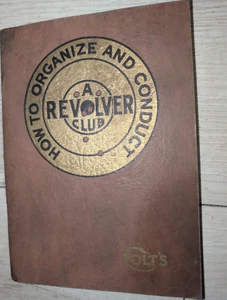 HOW TO ORGANIZE AND CONDUCT
A
REVOLVER
CLUB
COLT'S